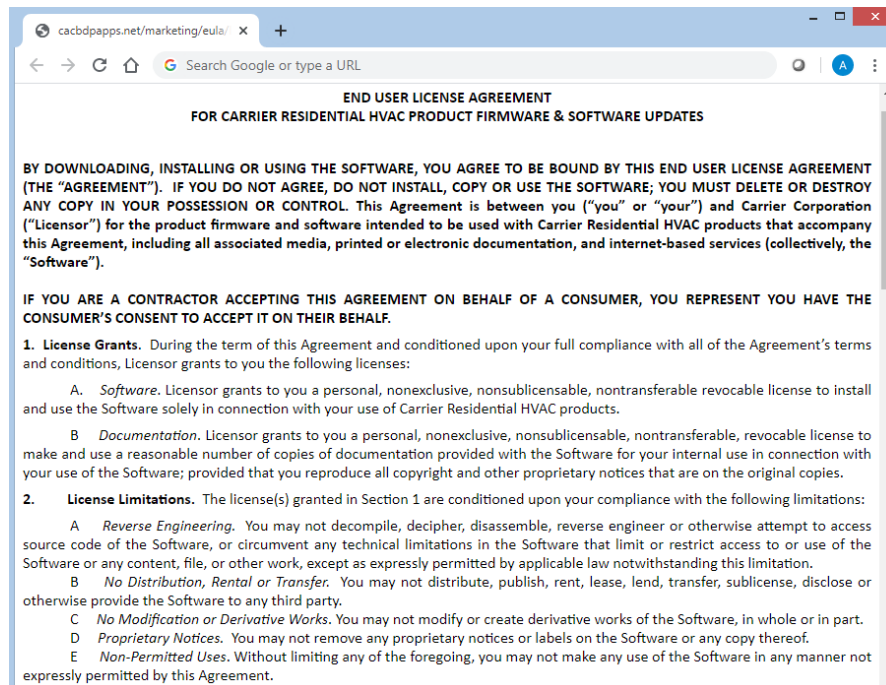 cacbdpapps.net/marketing/eula/
Search Google or type a URL
A
END USER LICENSE AGREEMENT
FOR CARRIER RESIDENTIAL HVAC PRODUCT FIRMWARE & SOFTWARE UPDATES
BY DOWNLOADING, INSTALLING OR USING THE SOFTWARE, YOU AGREE TO BE BOUND BY THIS END USER LICENSE AGREEMENT
(THE “AGREEMENT”). IF YOU DO NOT AGREE, DO NOT INSTALL, COPY OR USE THE SOFTWARE; YOU MUST DELETE OR DESTROY
ANY COPY IN YOUR POSSESSION OR CONTROL. This Agreement is between you (“you” or “your”) and Carrier Corporation
("Licensor”) for the product firmware and software intended to be used with Carrier Residential HVAC products that accompany
this Agreement, including all associated media, printed or electronic documentation, and internet-based services (collectively, the
“Software”).
IF YOU ARE A CONTRACTOR ACCEPTING THIS AGREEMENT ON BEHALF OF A CONSUMER, YOU REPRESENT YOU HAVE THE
CONSUMER’S CONSENT TO ACCEPT IT ON THEIR BEHALF.
1. License Grants. During the term of this Agreement and conditioned upon your full compliance with all of the Agreement’s terms
and conditions, Licensor grants to you the following licenses:
A. Software. Licensor grants to you a personal, nonexclusive, nonsublicensable, nontransferable revocable license to install
and use the Software solely in connection with your use of Carrier Residential HVAC products.
B Documentation. Licensor grants to you a personal, nonexclusive, nonsublicensable, nontransferable, revocable license to
make and use a reasonable number of copies of documentation provided with the Software for your internal use in connection with
your use of the Software; provided that you reproduce all copyright and other proprietary notices that are on the original copies.
2. License Limitations. The license(s) granted in Section 1 are conditioned upon your compliance with the following limitations:
A Reverse Engineering. You may not decompile, decipher, disassemble, reverse engineer or otherwise attempt to access
source code of the Software, or circumvent any technical limitations in the Software that limit or restrict access to or use of the
Software or any content, file, or other work, except as expressly permitted by applicable law notwithstanding this limitation.
B No Distribution, Rental or Transfer. You may not distribute, publish, rent, lease, lend, transfer, sublicense, disclose or
otherwise provide the Software to any third party.
C No Modification or Derivative Works. You may not modify or create derivative works of the Software, in whole or in part.
D Proprietary Notices. You may not remove any proprietary notices or labels on the Software or any copy thereof.
E Non-Permitted Uses. Without limiting any of the foregoing, you may not make any use of the Software in any manner not
expressly permitted by this Agreement.